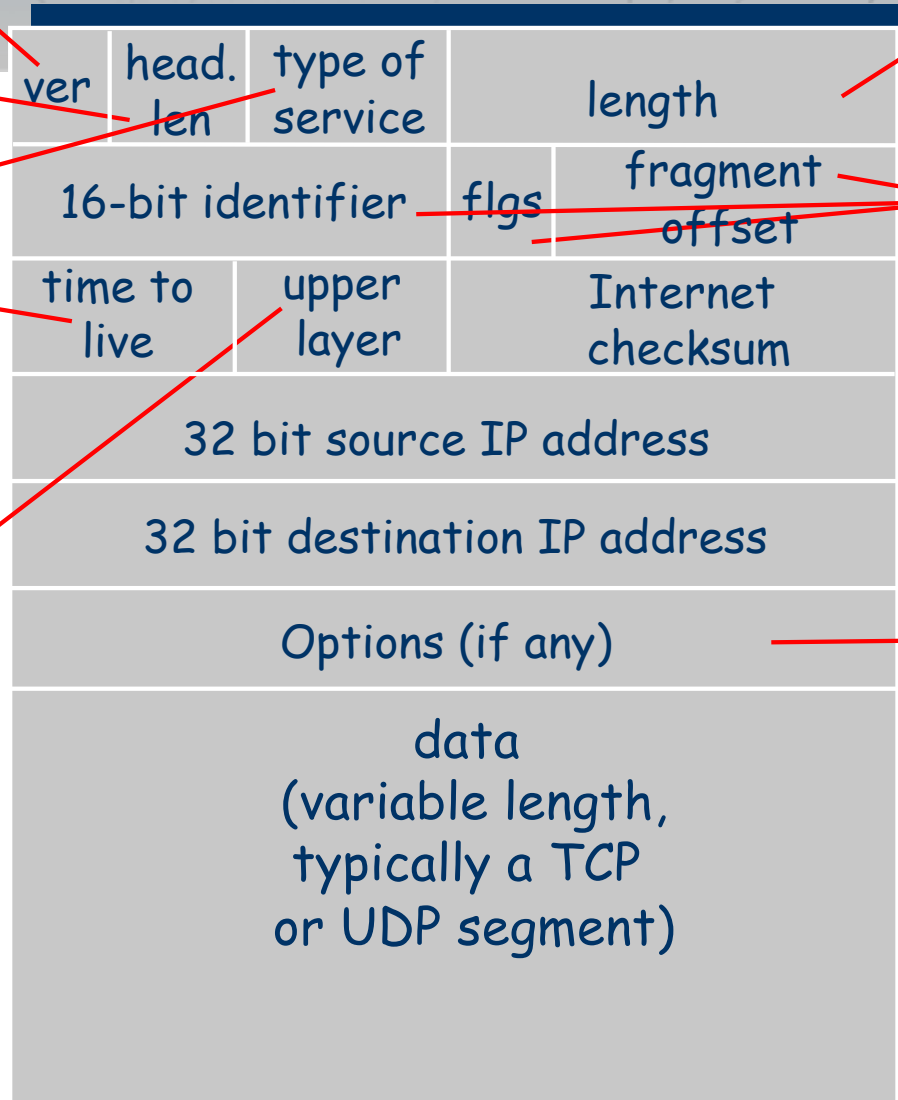 ver
head.
len
type of
service
length
16-bit identifier
flgs
fragment
offset
time to
live
upper
layer
Internet
checksum
32 bit source IP address
32 bit destination IP address
Options (if any)
data
(variable length,
typically a TCP
or UDP segment)